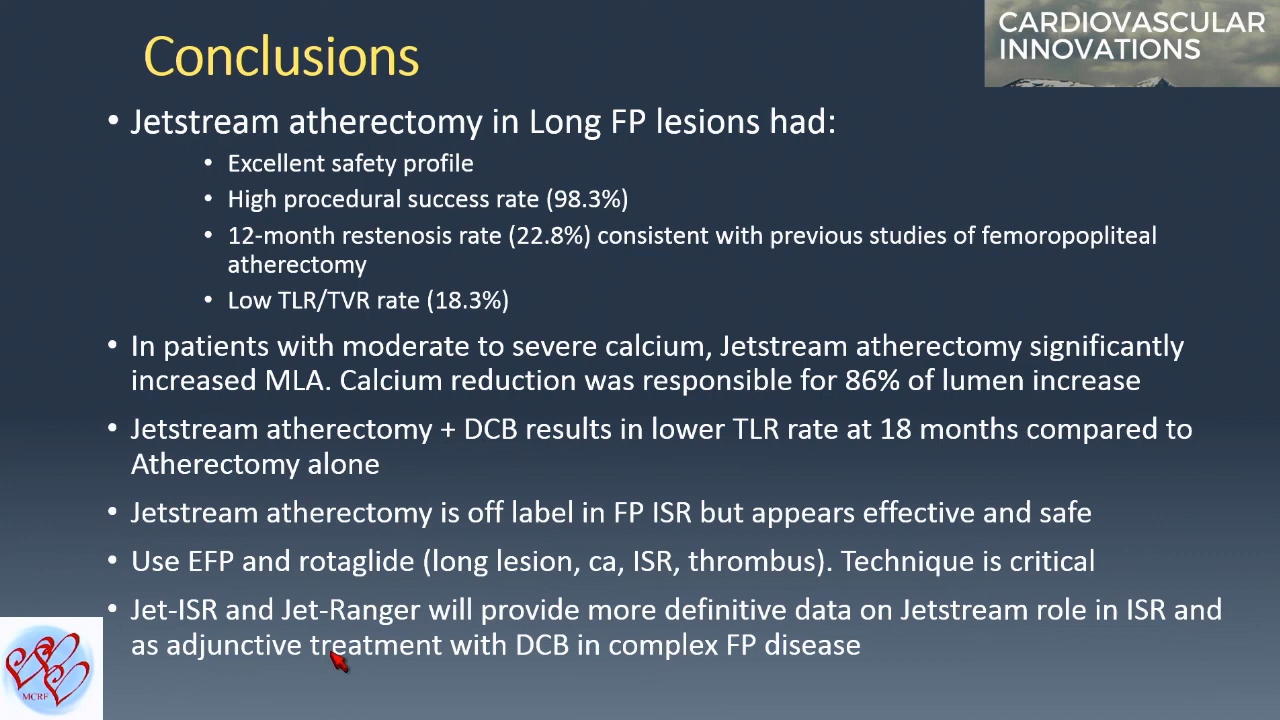 CARDIOVASCULAR
INNOVATIONS
Conclusions
• Jetstream atherectomy in Long FP lesions had:
• Excellent safety profile
• High procedural success rate (98.3%)
• 12-month restenosis rate (22.8%) consistent with previous studies of femoropopliteal
atherectomy
• Low TLR/TVR rate (18.3%)
• In patients with moderate to severe calcium, Jetstream atherectomy significantly
increased MLA. Calcium reduction was responsible for 86% of lumen increase
• Jetstream atherectomy + DCB results in lower TLR rate at 18 months compared to
Atherectomy alone
• Jetstream atherectomy is off label in FP ISR but appears effective and safe
• Use EFP and rotaglide (long lesion, ca, ISR, thrombus). Technique is critical
• Jet-ISR and Jet-Ranger will provide more definitive data on Jetstream role in ISR and
as adjunctive treatment with DCB in complex FP disease
MCRF